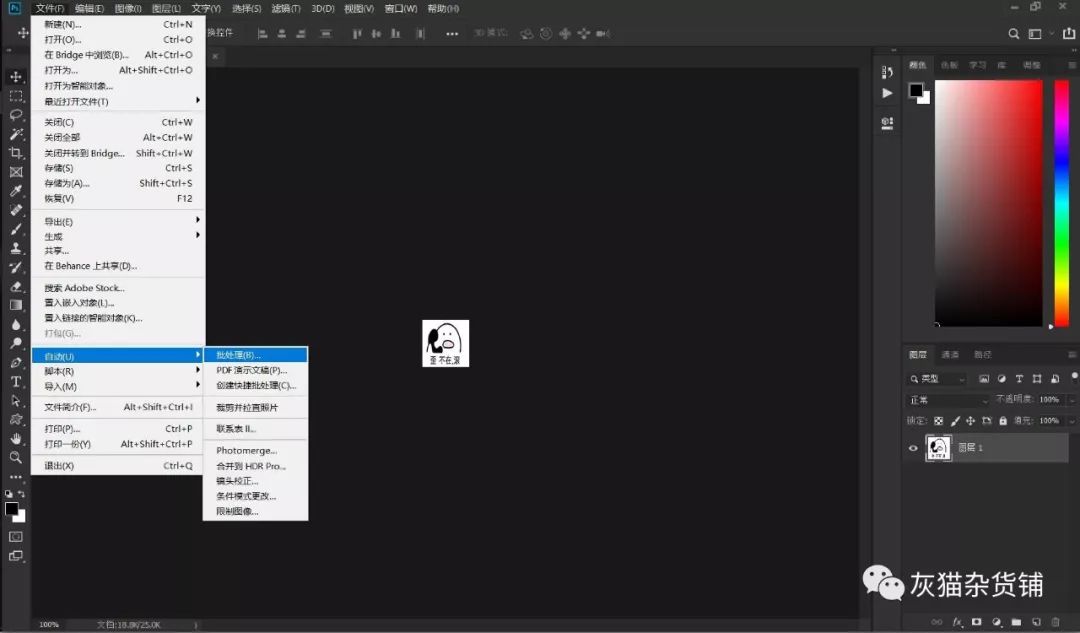 Ps 文件(F) 编辑(E) 图像(I) 图层(L) 文字(Y) 选择(S) 滤镜(T) 3D(D) 视图(V) 窗口(W) 帮助(H)
换控件
3D 模式:
新建(N)... Ctrl+N
打开(O)... Ctrl+O
在 Bridge 中浏览(B)... Alt+Ctrl+O
打开为... Alt+Shift+Ctrl+O
打开为智能对象...
最近打开文件(T)
关闭(C) Ctrl+W
关闭全部 Alt+Ctrl+W
关闭并转到 Bridge... Shift+Ctrl+W
存储(S) Ctrl+S
存储为(A)... Shift+Ctrl+S
恢复(V) F12
导出(E)
生成
共享...
在 Behance 上共享(D)...
搜索 Adobe Stock...
置入嵌入对象(L)...
置入链接的智能对象(K)...
打包(G)...
自动(U)
脚本(R)
导入(M)
文件简介(F)... Alt+Shift+Ctrl+I
打印(P)... Ctrl+P
打印一份(Y) Alt+Shift+Ctrl+P
退出(X) Ctrl+Q
批处理(B)...
PDF 演示文稿(P)...
创建快捷批处理(C)...
裁剪并拉直照片
联系表 II...
Photomerge...
合并到 HDR Pro...
镜头校正...
条件模式更改...
限制图像...
歪 不在,滚
颜色 色板 学习 库 调整
图层 通道 路径
类型
正常 不透明度: 100%
锁定: 填充: 100%
图层 1
灰猫杂货铺
100% 文档:18.8K/25.0K